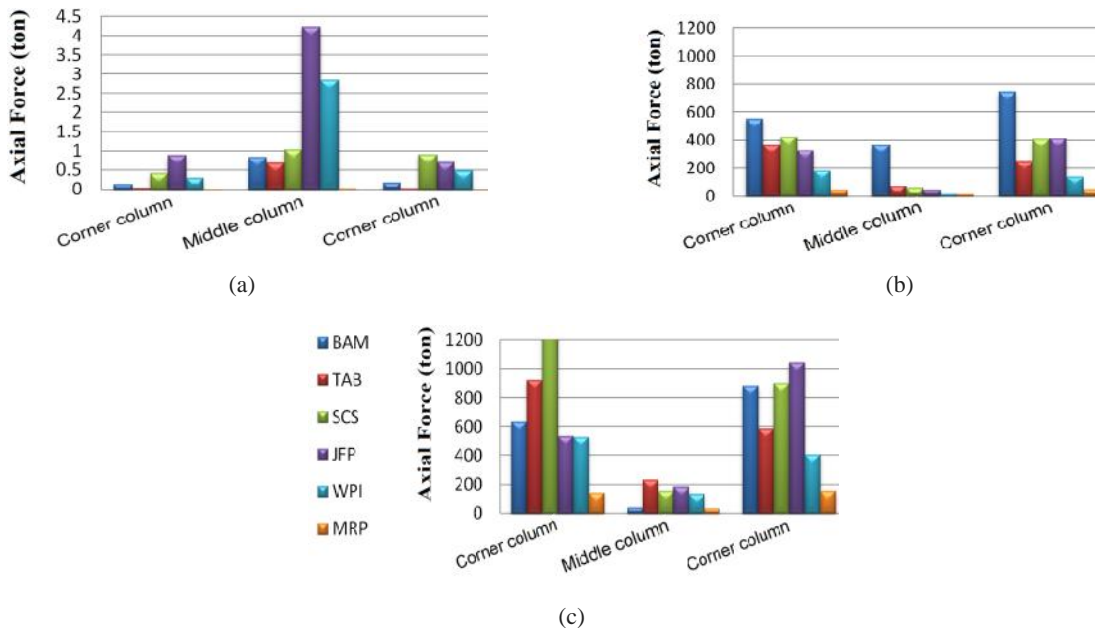 Axial Force (ton)
4.5
4
3.5
3
2.5
2
1.5
1
0.5
0
Corner column
Middle column
Corner column
(a)
Axial Force (ton)
1200
1000
800
600
400
200
0
Corner column
Middle column
Corner column
(b)
BAM
TAB
SCS
JFP
WPI
MRP
Axial Force (ton)
1200
1000
800
600
400
200
0
Corner column
Middle column
Corner column
(c)